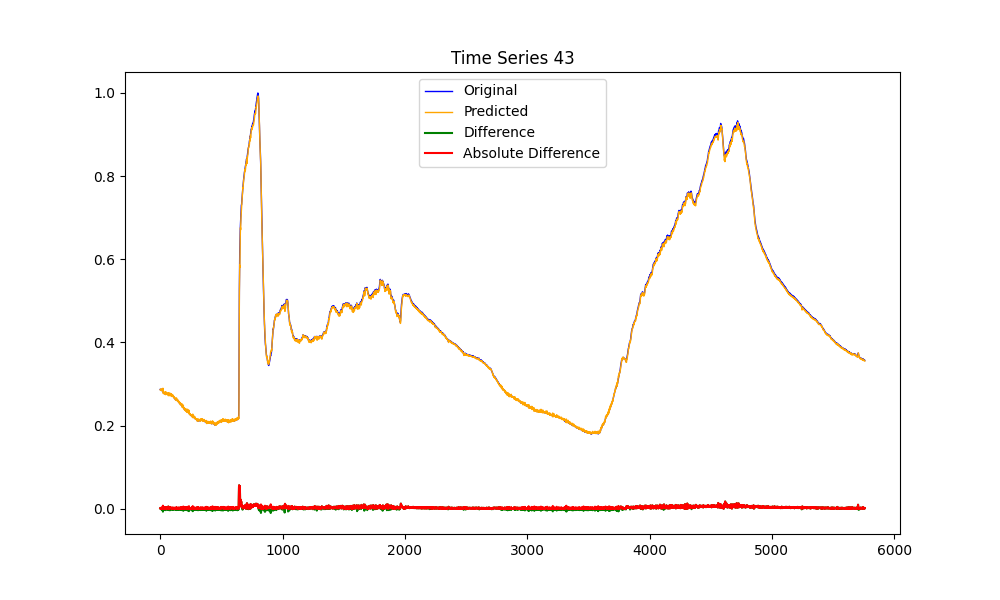 Time Series 43
Original
Predicted
Difference
Absolute Difference
1.0
0.8
0.6
0.4
0.2
0.0
0 1000 2000 3000 4000 5000 6000